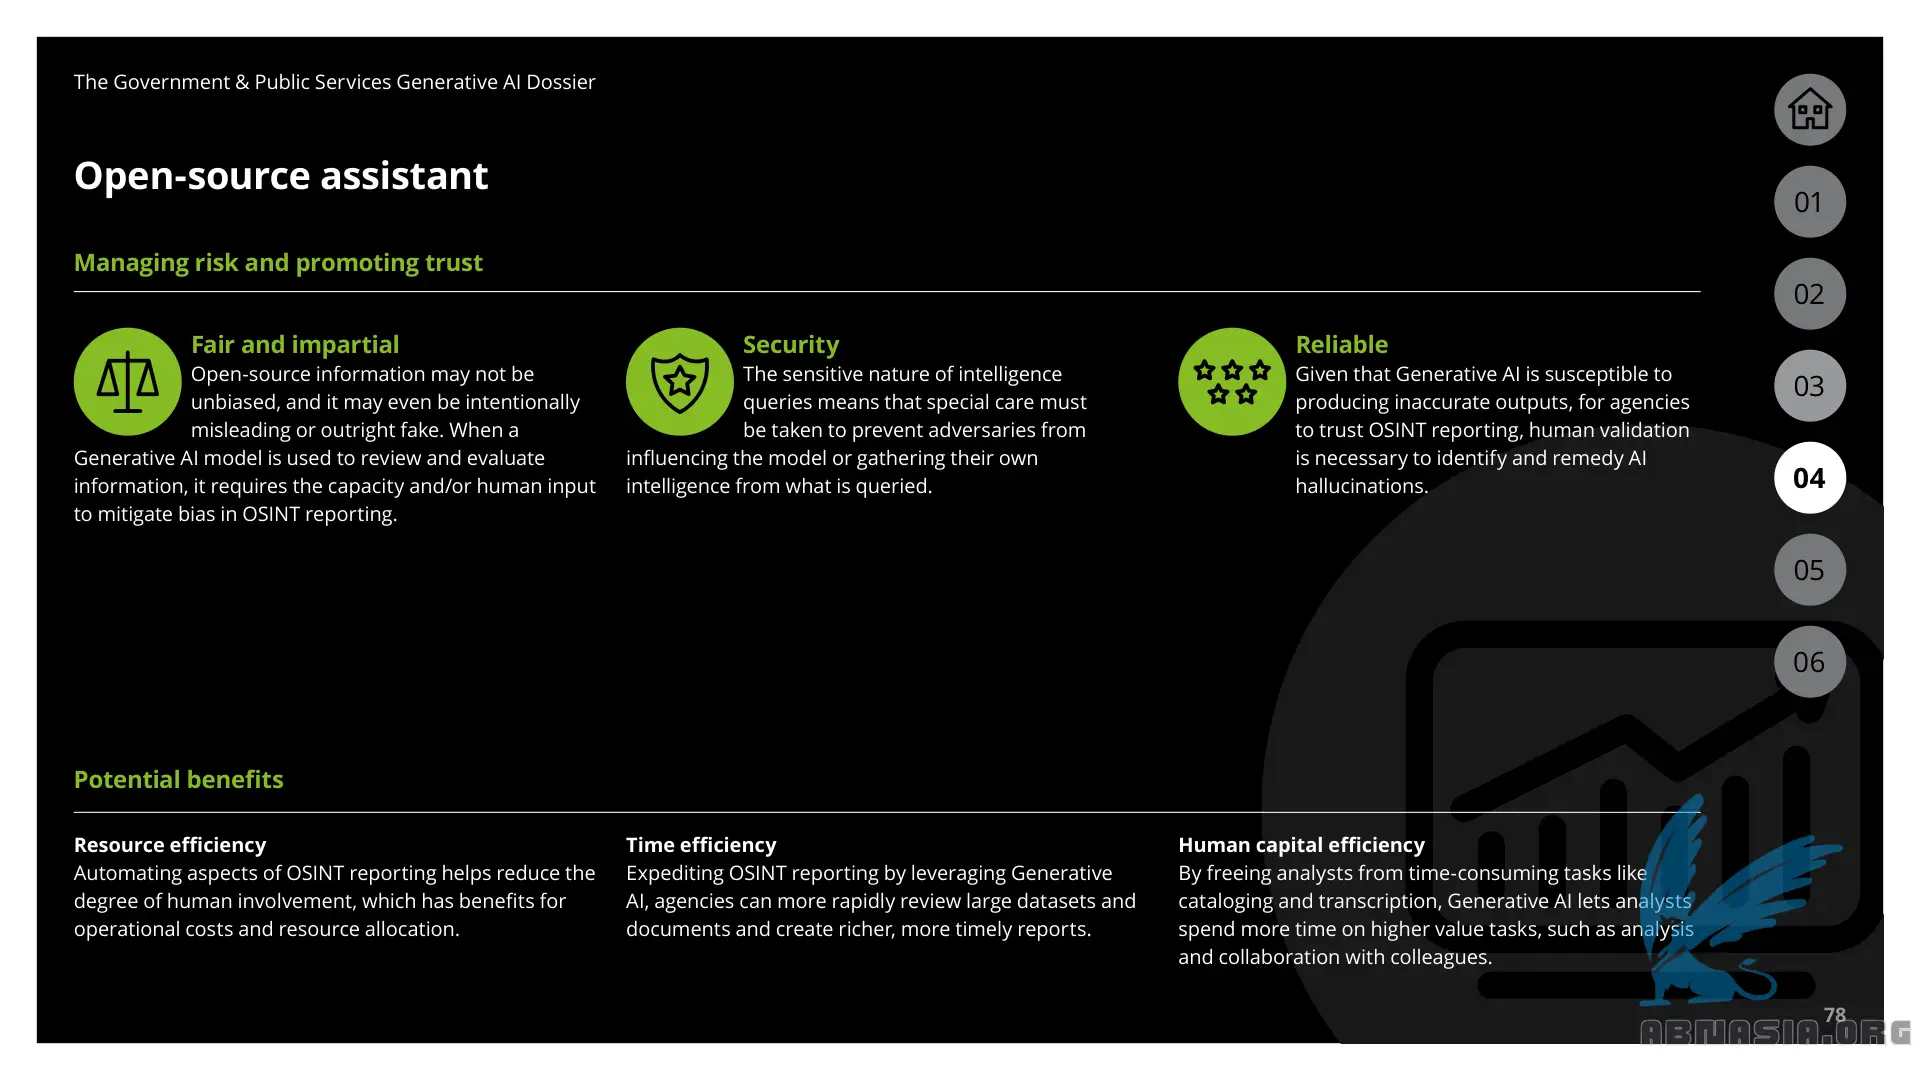 The Government & Public Services Generative AI Dossier
Open-source assistant
Managing risk and promoting trust
Fair and impartial
Open-source information may not be
unbiased, and it may even be intentionally
misleading or outright fake. When a
Generative AI model is used to review and evaluate
information, it requires the capacity and/or human input
to mitigate bias in OSINT reporting.
Security
The sensitive nature of intelligence
queries means that special care must
be taken to prevent adversaries from
influencing the model or gathering their own
intelligence from what is queried.
Reliable
Given that Generative AI is susceptible to
producing inaccurate outputs, for agencies
to trust OSINT reporting, human validation
is necessary to identify and remedy AI
hallucinations.
Potential benefits
Resource efficiency
Automating aspects of OSINT reporting helps reduce the
degree of human involvement, which has benefits for
operational costs and resource allocation.
Time efficiency
Expediting OSINT reporting by leveraging Generative
AI, agencies can more rapidly review large datasets and
documents and create richer, more timely reports.
Human capital efficiency
By freeing analysts from time-consuming tasks like
cataloging and transcription, Generative AI lets analysts
spend more time on higher value tasks, such as analysis
and collaboration with colleagues.
01
02
03
04
05
06
78
ABMASIA.ORG